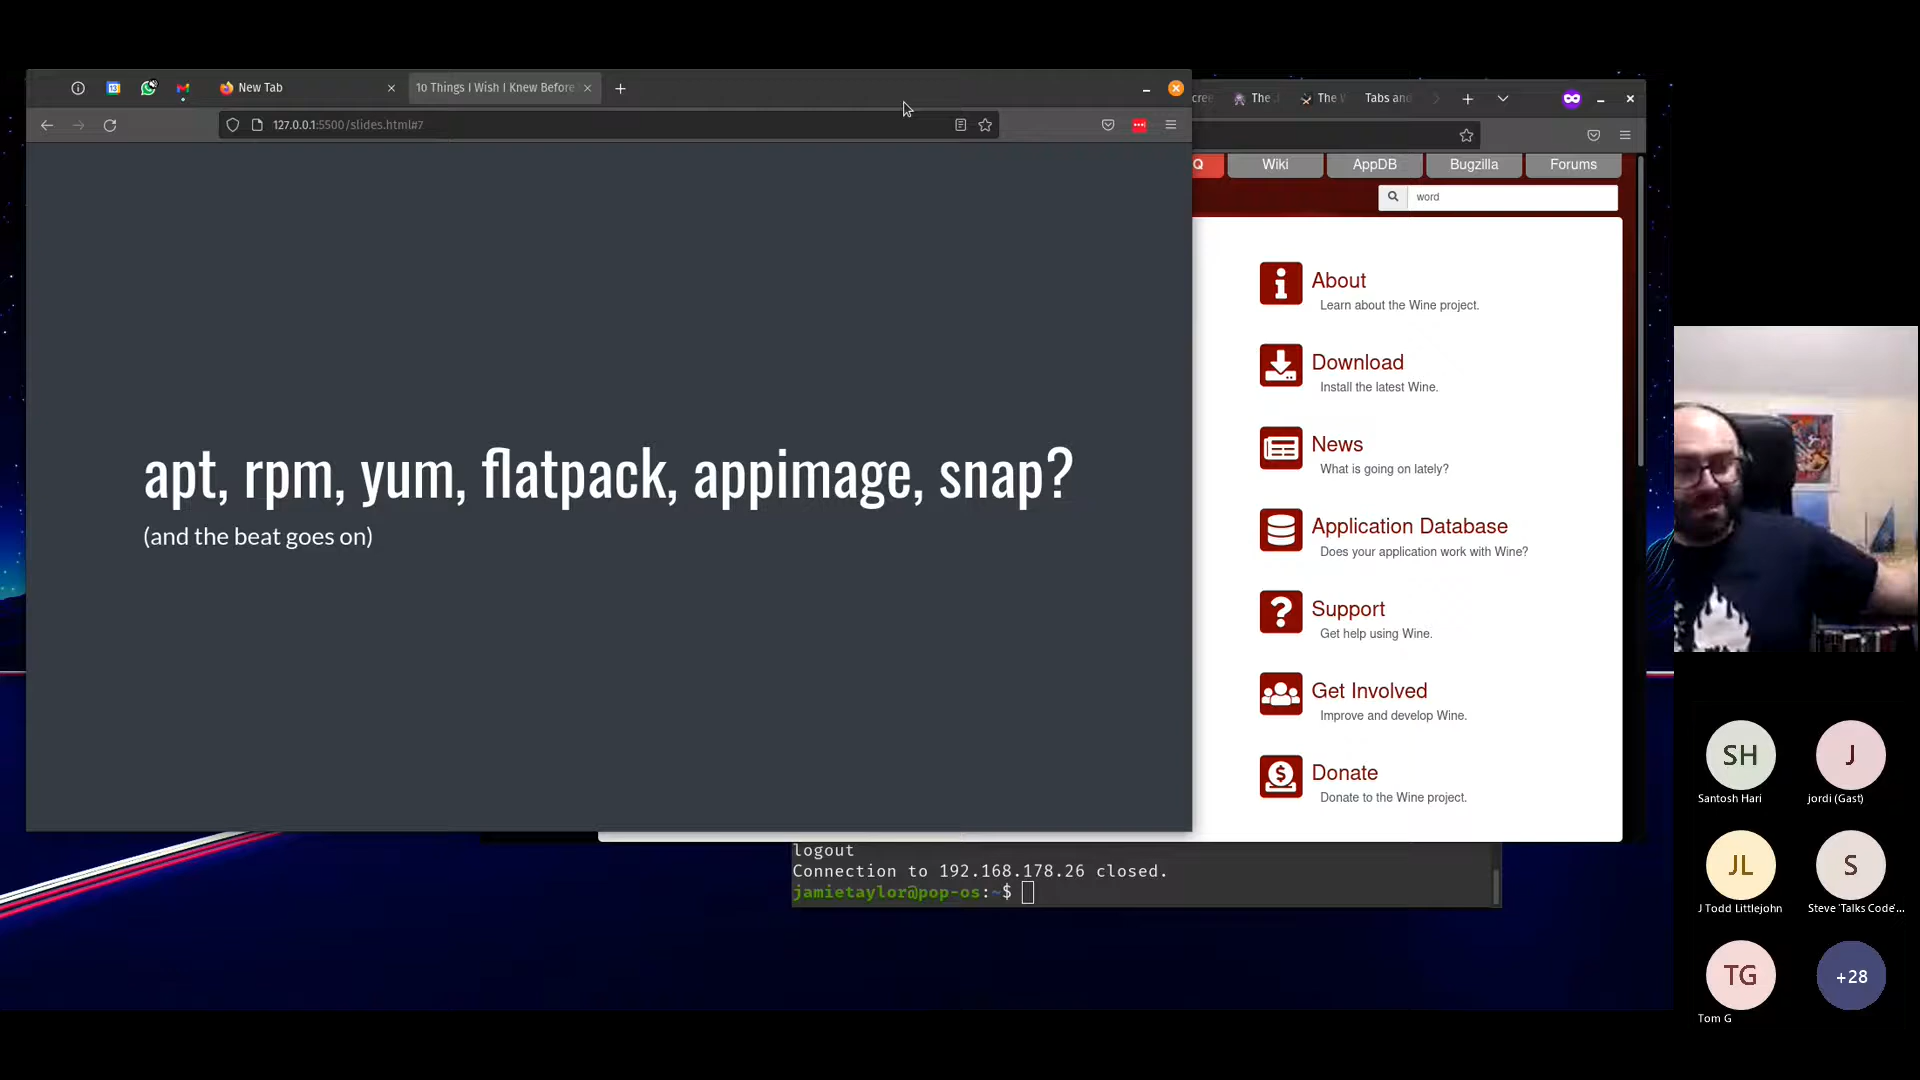 New Tab
10 Things I Wish I Knew Before
127.0.0.1:5500/slides.html#7
apt, rpm, yum, flatpack, appimage, snap?
(and the beat goes on)
The
The
Tabs and
Q
Wiki
AppDB
Bugzilla
Forums
word
About
Learn about the Wine project.
Download
Install the latest Wine.
News
What is going on lately?
Application Database
Does your application work with Wine?
Support
Get help using Wine.
Get Involved
Improve and develop Wine.
Donate
Donate to the Wine project.
logout
Connection to 192.168.178.26 closed.
jamietaylor@pop-os:~$
SH
Santosh Hari
J
jordi (Gast)
JL
J Todd Littlejohn
S
Steve 'Talks Code'...
TG
Tom G
+28